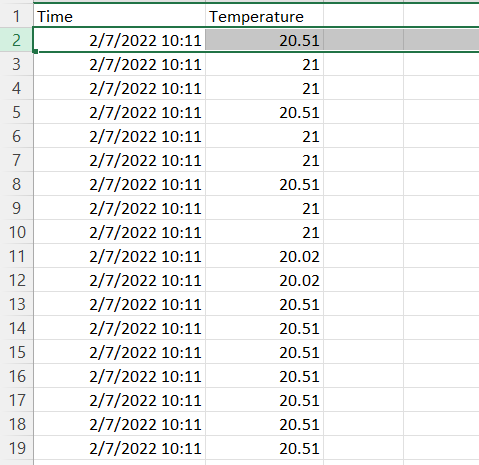 1 Time Temperature
2 2/7/2022 10:11 20.51
3 2/7/2022 10:11 21
4 2/7/2022 10:11 21
5 2/7/2022 10:11 20.51
6 2/7/2022 10:11 21
7 2/7/2022 10:11 21
8 2/7/2022 10:11 20.51
9 2/7/2022 10:11 21
10 2/7/2022 10:11 21
11 2/7/2022 10:11 20.02
12 2/7/2022 10:11 20.02
13 2/7/2022 10:11 20.51
14 2/7/2022 10:11 20.51
15 2/7/2022 10:11 20.51
16 2/7/2022 10:11 20.51
17 2/7/2022 10:11 20.51
18 2/7/2022 10:11 20.51
19 2/7/2022 10:11 20.51